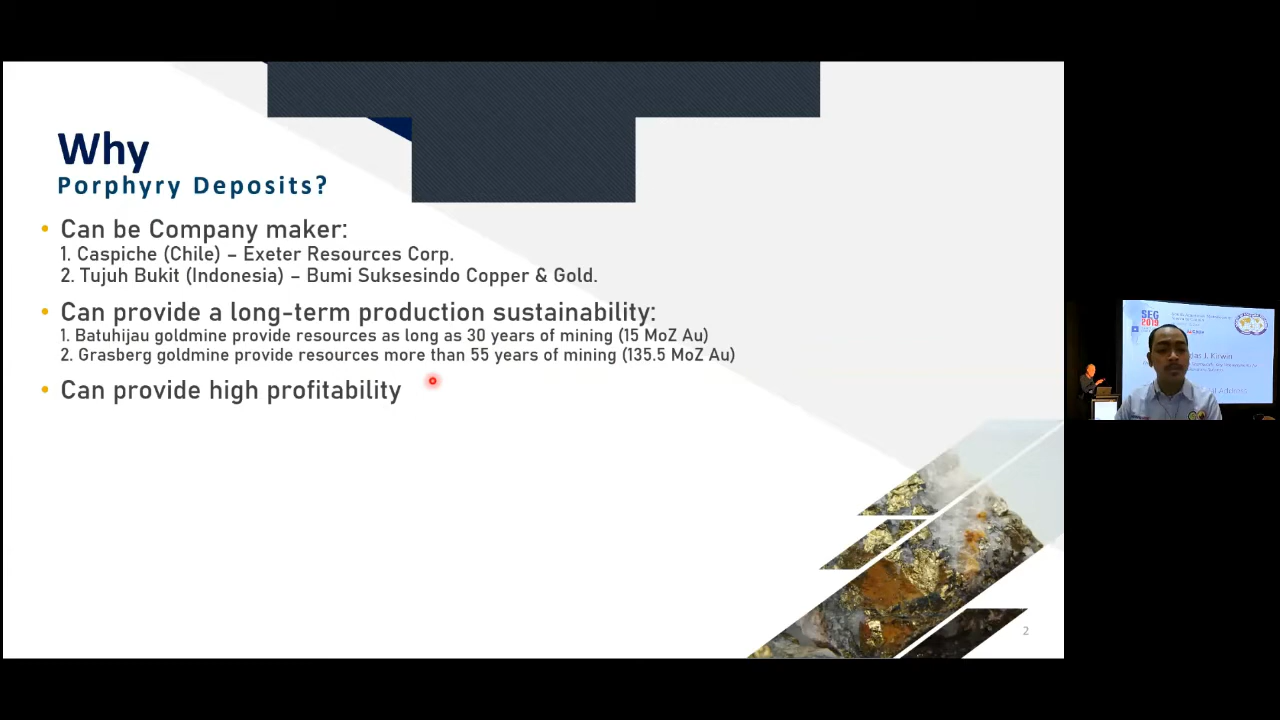 Why
Porphyry Deposits?
• Can be Company maker:
1. Caspiche (Chile) – Exeter Resources Corp.
2. Tujuh Bukit (Indonesia) – Bumi Suksesindo Copper & Gold.
• Can provide a long-term production sustainability:
1. Batuhijau goldmine provide resources as long as 30 years of mining (15 MoZ Au)
2. Grasberg goldmine provide resources more than 55 years of mining (135.5 MoZ Au)
• Can provide high profitability
2
SEG
2019